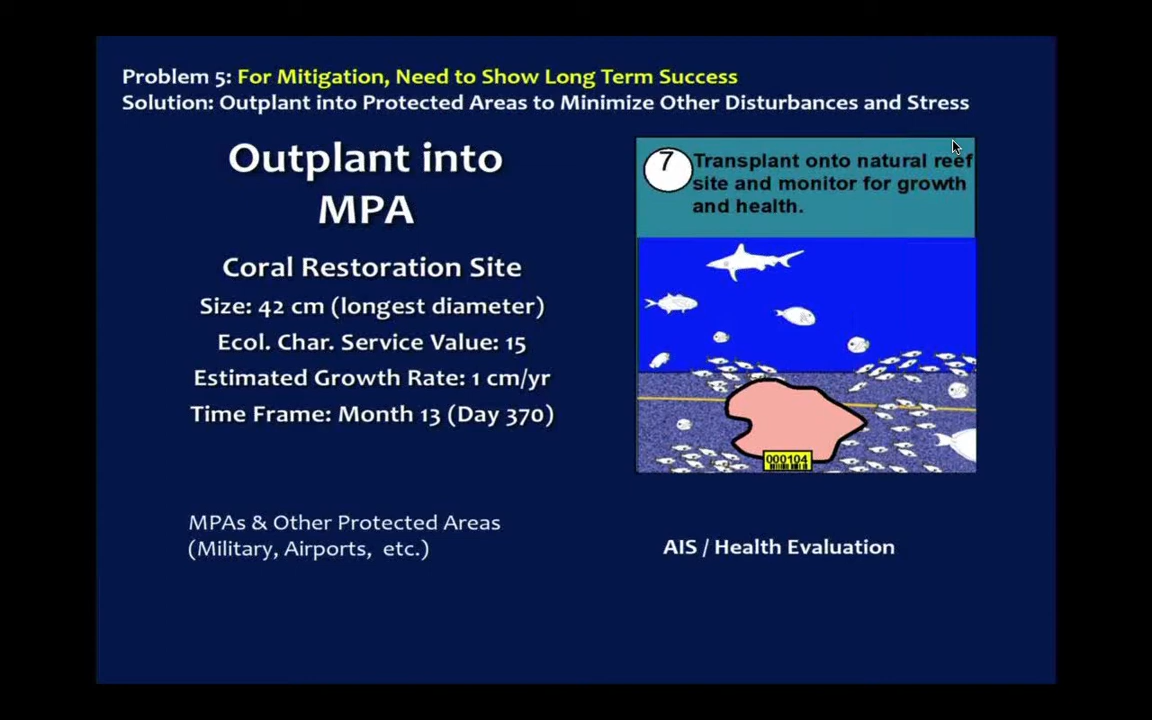 Problem 5: For Mitigation, Need to Show Long Term Success
Solution: Outplant into Protected Areas to Minimize Other Disturbances and Stress
Outplant into
MPA
Coral Restoration Site
Size: 42 cm (longest diameter)
Ecol. Char. Service Value: 15
Estimated Growth Rate: 1 cm/yr
Time Frame: Month 13 (Day 370)
MPAs & Other Protected Areas
(Military, Airports, etc.)
7
Transplant onto natural reef
site and monitor for growth
and health.
000104
AIS / Health Evaluation